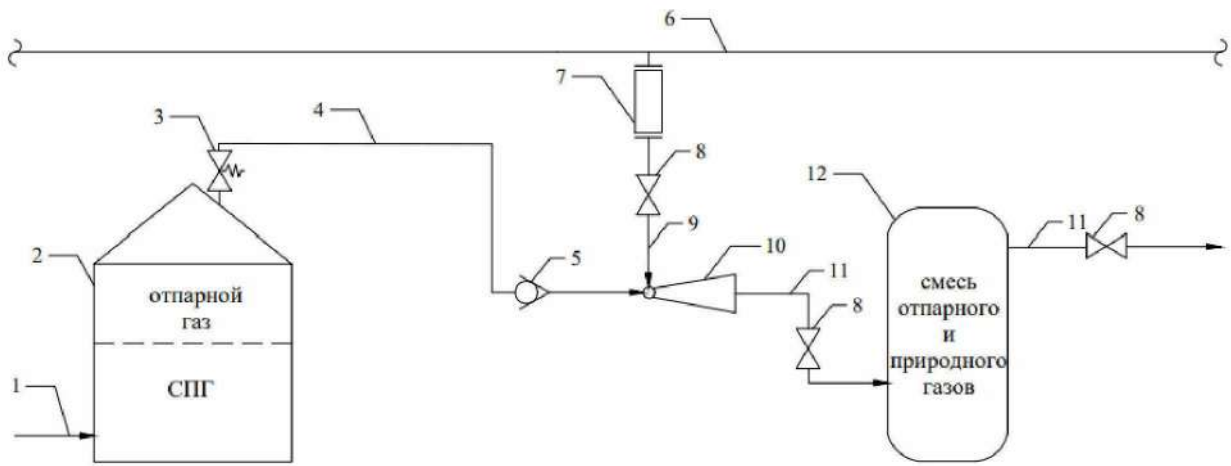 6
7
3
4
8
12
8
2
5
9
10
11
11
8
отпарной
газ
смесь
отпарного
и
природного
газов
1
СПГ